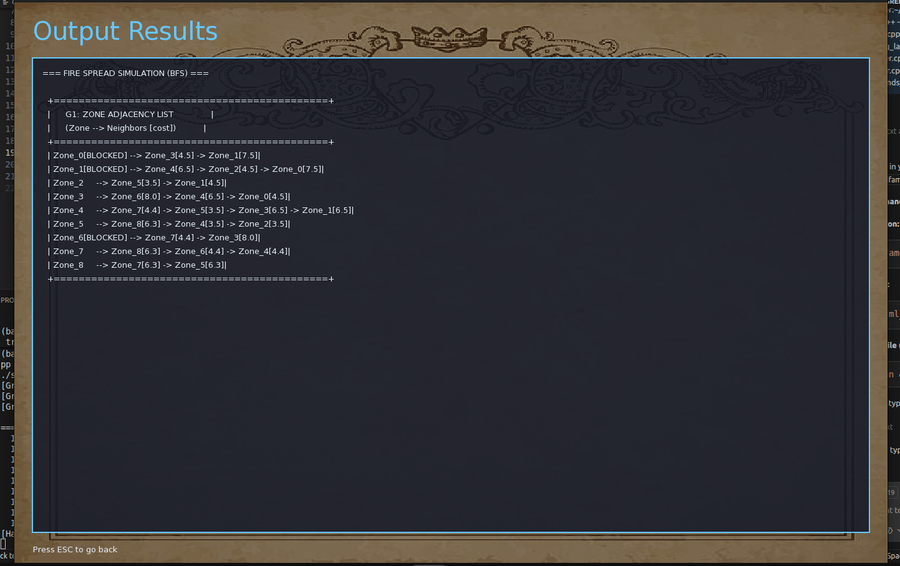 Output Results
=== FIRE SPREAD SIMULATION (BFS) ===
+============================================+
| G1: ZONE ADJACENCY LIST |
| (Zone --> Neighbors [cost]) |
+============================================+
| Zone_0[BLOCKED] --> Zone_3[4.5] -> Zone_1[7.5]|
| Zone_1[BLOCKED] --> Zone_4[6.5] -> Zone_2[4.5] -> Zone_0[7.5]|
| Zone_2 --> Zone_5[3.5] -> Zone_1[4.5]|
| Zone_3 --> Zone_6[8.0] -> Zone_4[6.5] -> Zone_0[4.5]|
| Zone_4 --> Zone_7[4.4] -> Zone_5[3.5] -> Zone_3[6.5] -> Zone_1[6.5]|
| Zone_5 --> Zone_8[6.3] -> Zone_4[3.5] -> Zone_2[3.5]|
| Zone_6[BLOCKED] --> Zone_7[4.4] -> Zone_3[8.0]|
| Zone_7 --> Zone_8[6.3] -> Zone_6[4.4] -> Zone_4[4.4]|
| Zone_8 --> Zone_7[6.3] -> Zone_5[6.3]|
+============================================+
Press ESC to go back